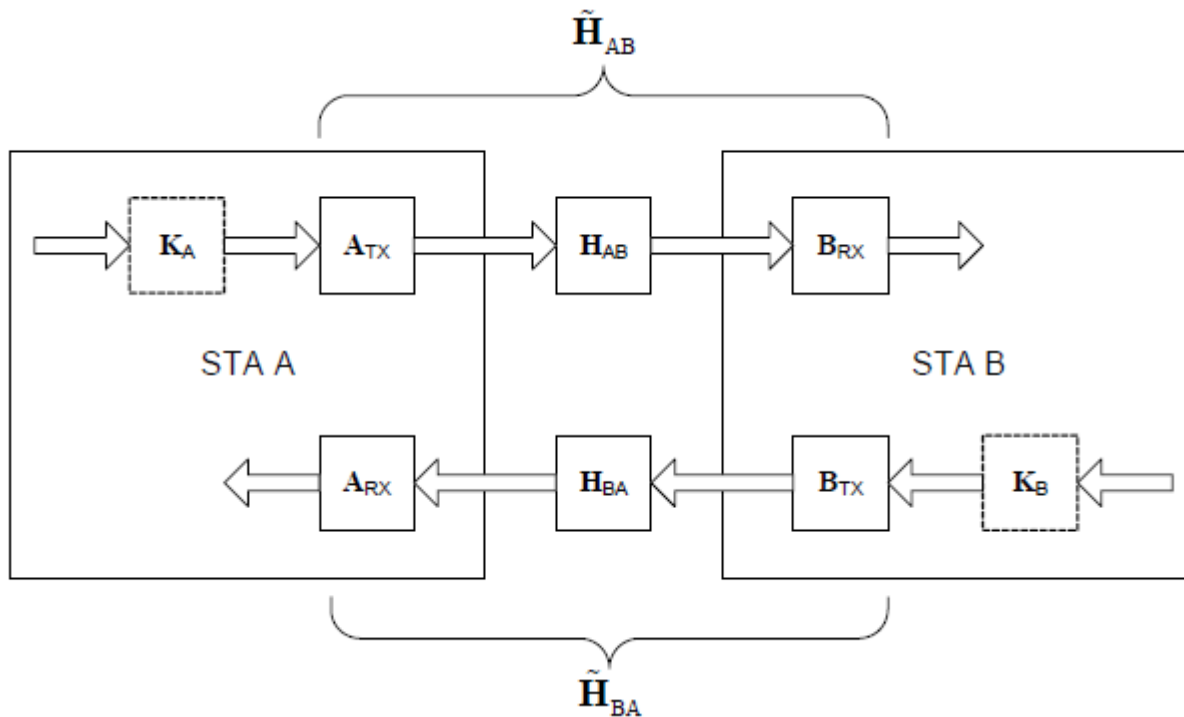 H̃AB
KA ATX HAB BRX
STA A STA B
ARX HBA BTX KB
H̃BA